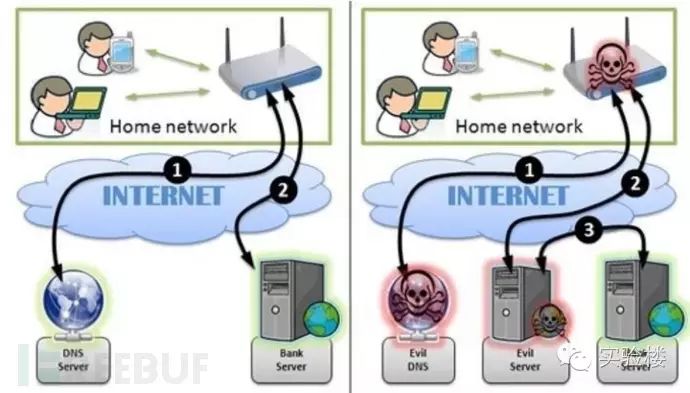 Home network
1
2
INTERNET
DNS
Server
Bank
Server
REEBUF
Home network
1
2
3
INTERNET
Evil
DNS
Evil
Server
Server
实验楼